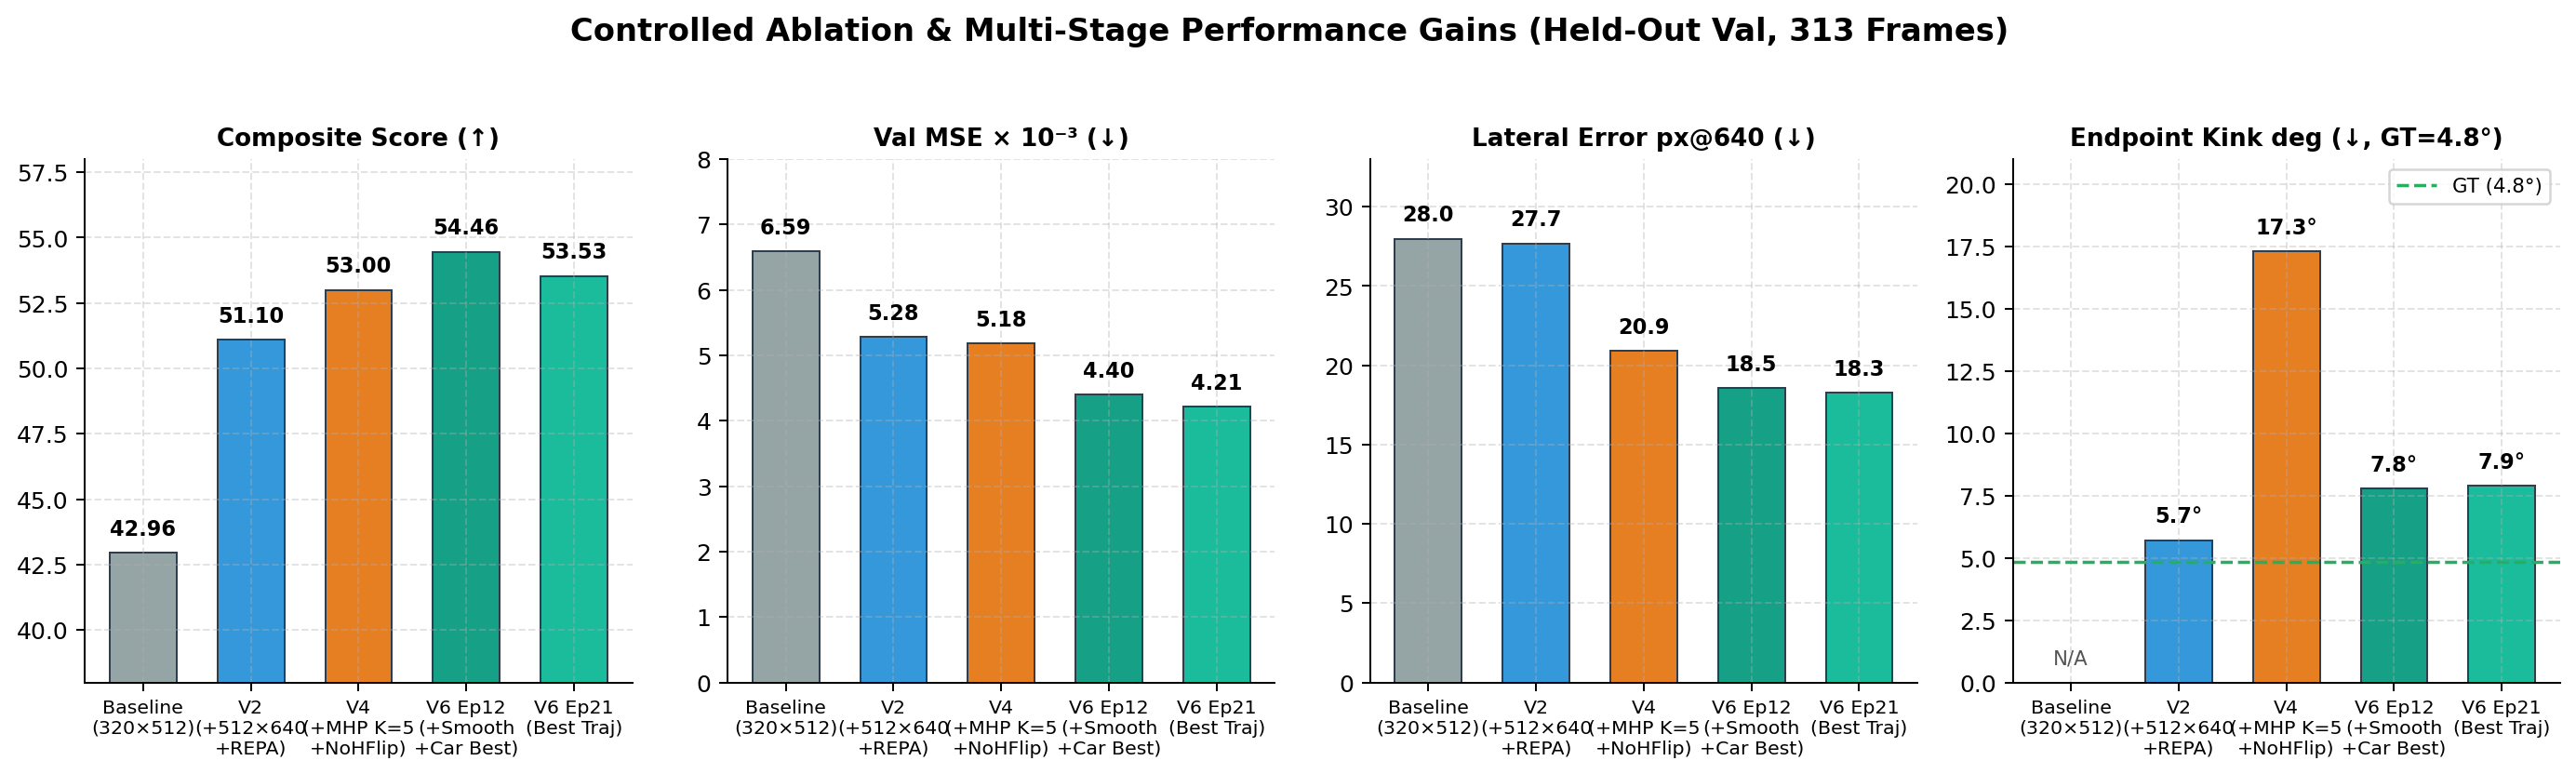 Controlled Ablation & Multi-Stage Performance Gains (Held-Out Val, 313 Frames)
Composite Score (↑)
57.5
55.0
52.5
50.0
47.5
45.0
42.5
40.0
42.96
51.10
53.00
54.46
53.53
Baseline
(320×512)
V2
(+512×640
+REPA)
V4
(+MHP K=5
+NoHFlip)
V6 Ep12
(+Smooth
+Car Best)
V6 Ep21
(Best Traj)
Val MSE × 10⁻³ (↓)
8
7
6
5
4
3
2
1
0
6.59
5.28
5.18
4.40
4.21
Baseline
(320×512)
V2
(+512×640
+REPA)
V4
(+MHP K=5
+NoHFlip)
V6 Ep12
(+Smooth
+Car Best)
V6 Ep21
(Best Traj)
Lateral Error px@640 (↓)
30
25
20
15
10
5
0
28.0
27.7
20.9
18.5
18.3
Baseline
(320×512)
V2
(+512×640
+REPA)
V4
(+MHP K=5
+NoHFlip)
V6 Ep12
(+Smooth
+Car Best)
V6 Ep21
(Best Traj)
Endpoint Kink deg (↓, GT=4.8°)
GT (4.8°)
20.0
17.5
15.0
12.5
10.0
7.5
5.0
2.5
0.0
N/A
5.7°
17.3°
7.8°
7.9°
Baseline
(320×512)
V2
(+512×640
+REPA)
V4
(+MHP K=5
+NoHFlip)
V6 Ep12
(+Smooth
+Car Best)
V6 Ep21
(Best Traj)